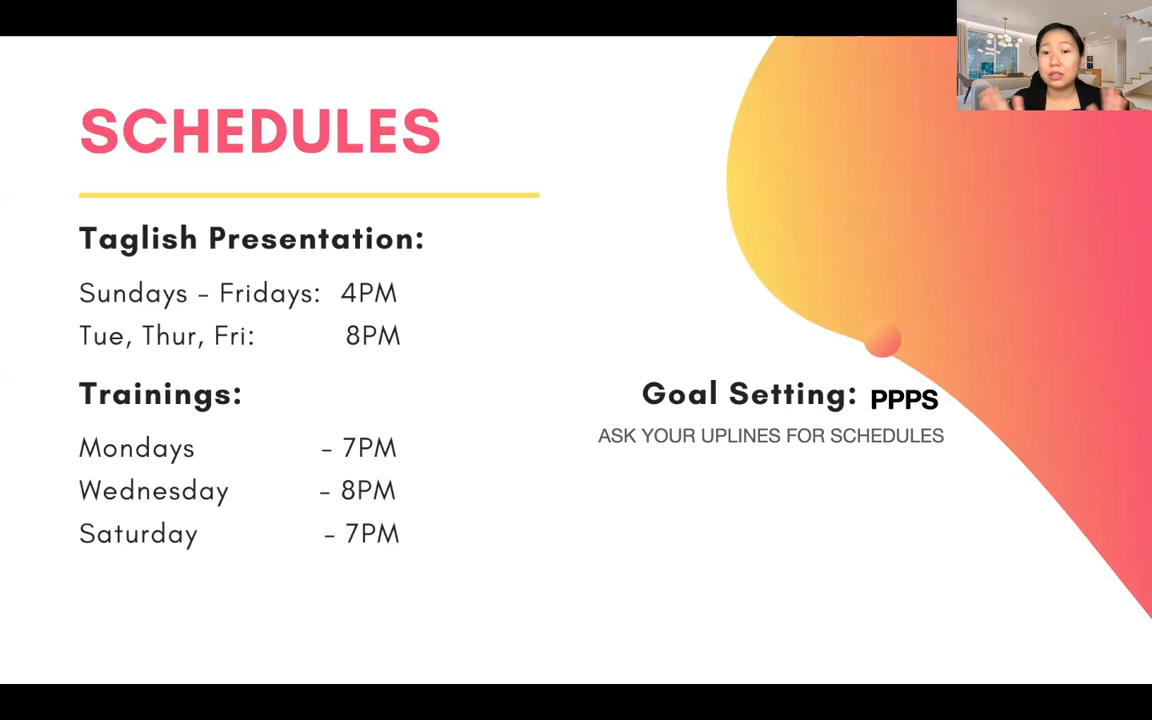 SCHEDULES
Taglish Presentation:
Sundays - Fridays: 4PM
Tue, Thur, Fri: 8PM
Trainings:
Mondays - 7PM
Wednesday - 8PM
Saturday - 7PM
Goal Setting: PPPS
ASK YOUR UPLINES FOR SCHEDULES